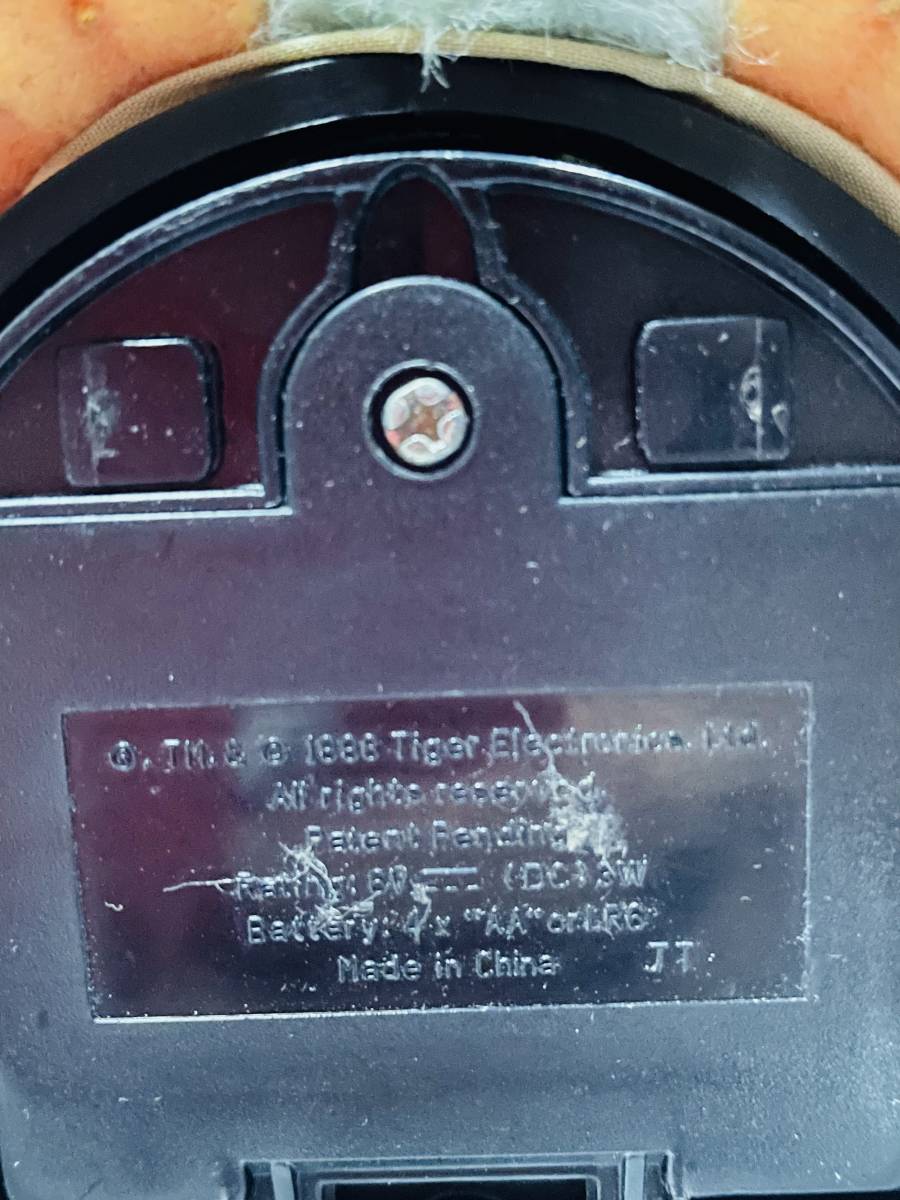 ®, TM, & © 1998 Tiger Electronics, Ltd.
All rights reserved.
Patent Pending
Rating: 6V (DC) 3W
Battery: 4 x "AA" or LR6
Made in China JT